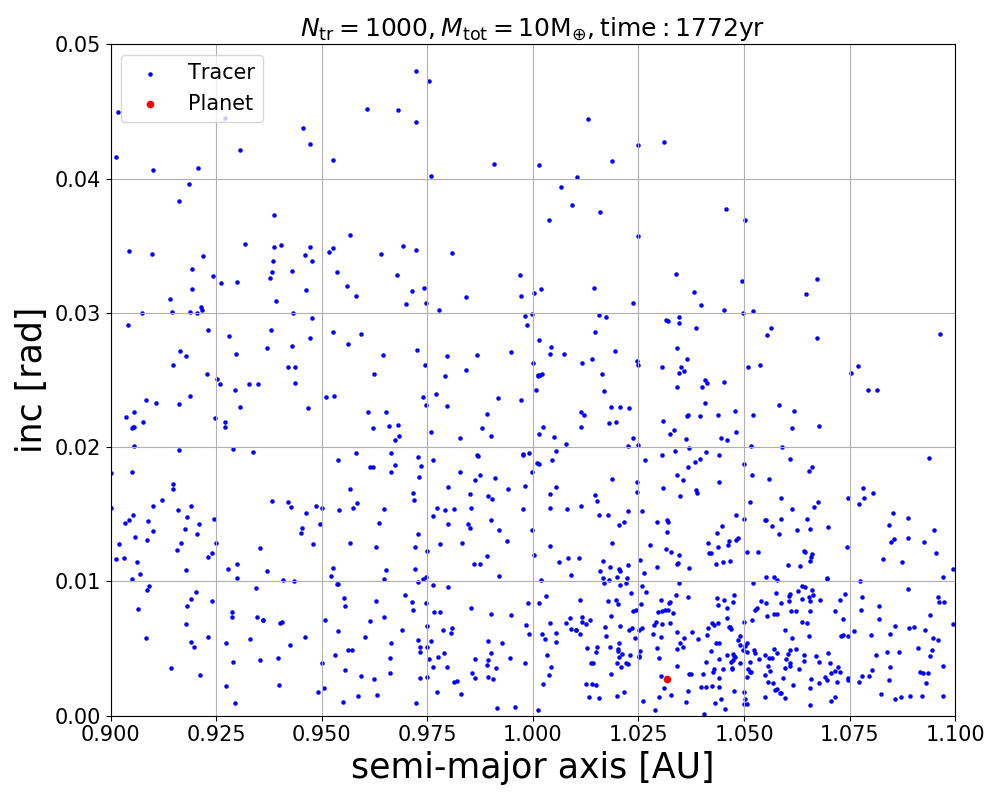 N_tr = 1000, M_tot = 10M_⊕, time : 1772yr
Tracer
Planet
inc [rad]
0.05
0.04
0.03
0.02
0.01
0.00
0.900 0.925 0.950 0.975 1.000 1.025 1.050 1.075 1.100
semi-major axis [AU]